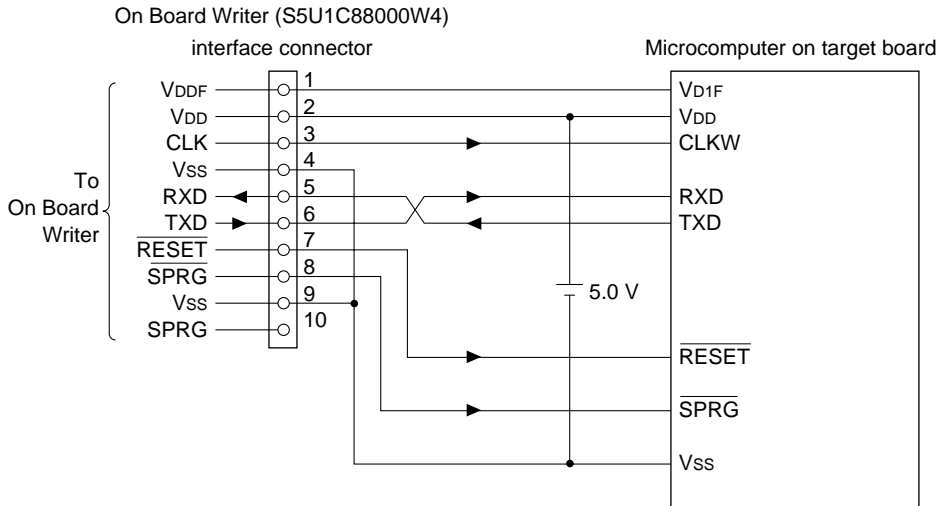 On Board Writer (S5U1C88000W4)
interface connector
Microcomputer on target board
To
On Board
Writer
VDDF
VDD
CLK
VSS
RXD
TXD
RESET
SPRG
VSS
SPRG
1
2
3
4
5
6
7
8
9
10
5.0 V
VD1F
VDD
CLKW
RXD
TXD
RESET
SPRG
VSS